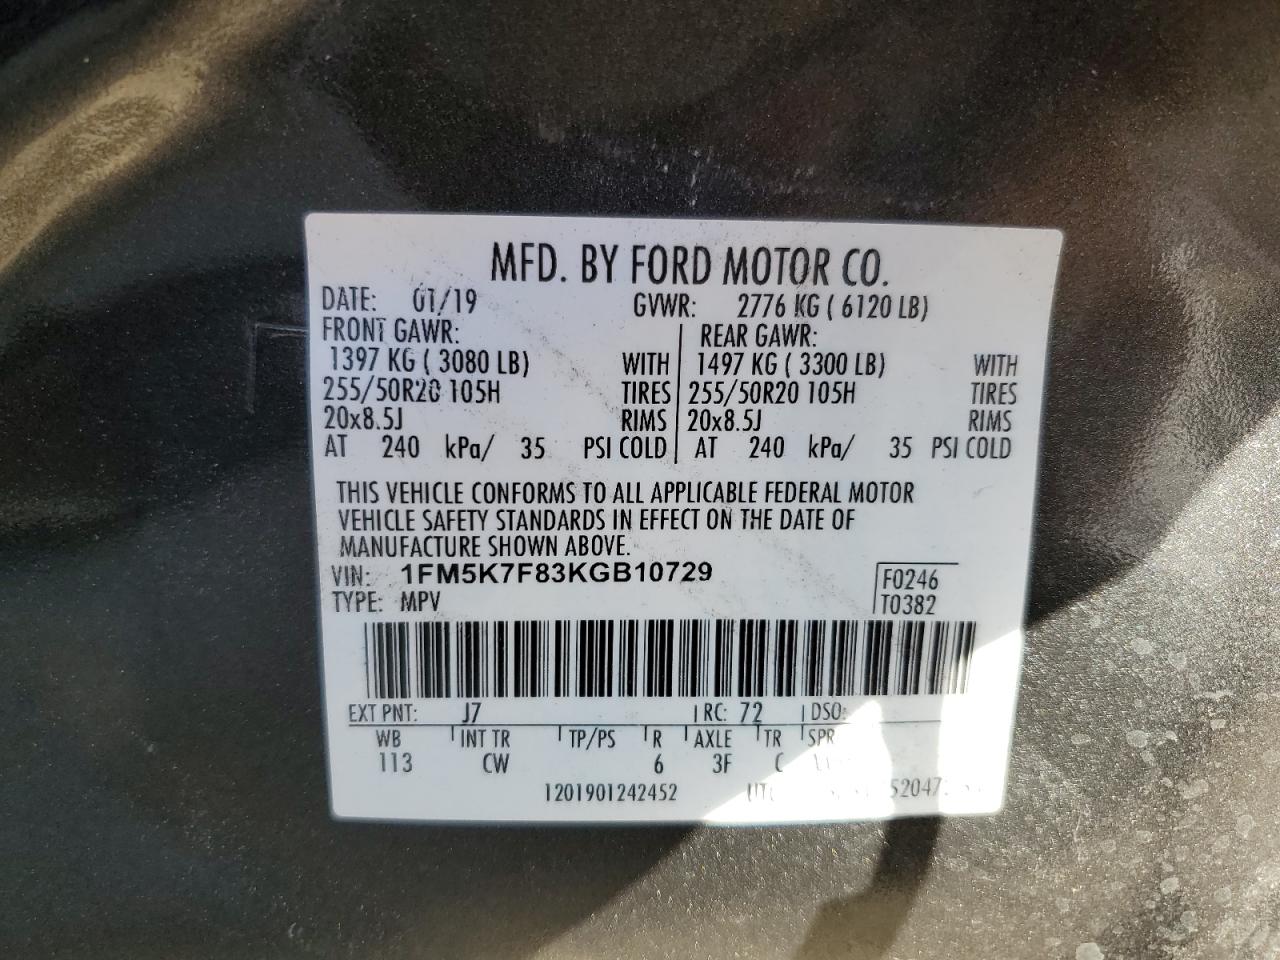 MFD. BY FORD MOTOR CO.
DATE: 01/19 GVWR: 2776 KG ( 6120 LB)
FRONT GAWR: REAR GAWR:
1397 KG ( 3080 LB) WITH 1497 KG ( 3300 LB) WITH
255/50R20 105H TIRES 255/50R20 105H TIRES
20x8.5J RIMS 20x8.5J RIMS
AT 240 kPa/ 35 PSI COLD AT 240 kPa/ 35 PSI COLD
THIS VEHICLE CONFORMS TO ALL APPLICABLE FEDERAL MOTOR
VEHICLE SAFETY STANDARDS IN EFFECT ON THE DATE OF
MANUFACTURE SHOWN ABOVE.
VIN: 1FM5K7F83KGB10729 F0246
TYPE: MPV T0382
EXT PNT: J7 RC: 72 DSO:
WB INT TR TP/PS R AXLE TR SPR
113 CW 6 3F C
1201901242452